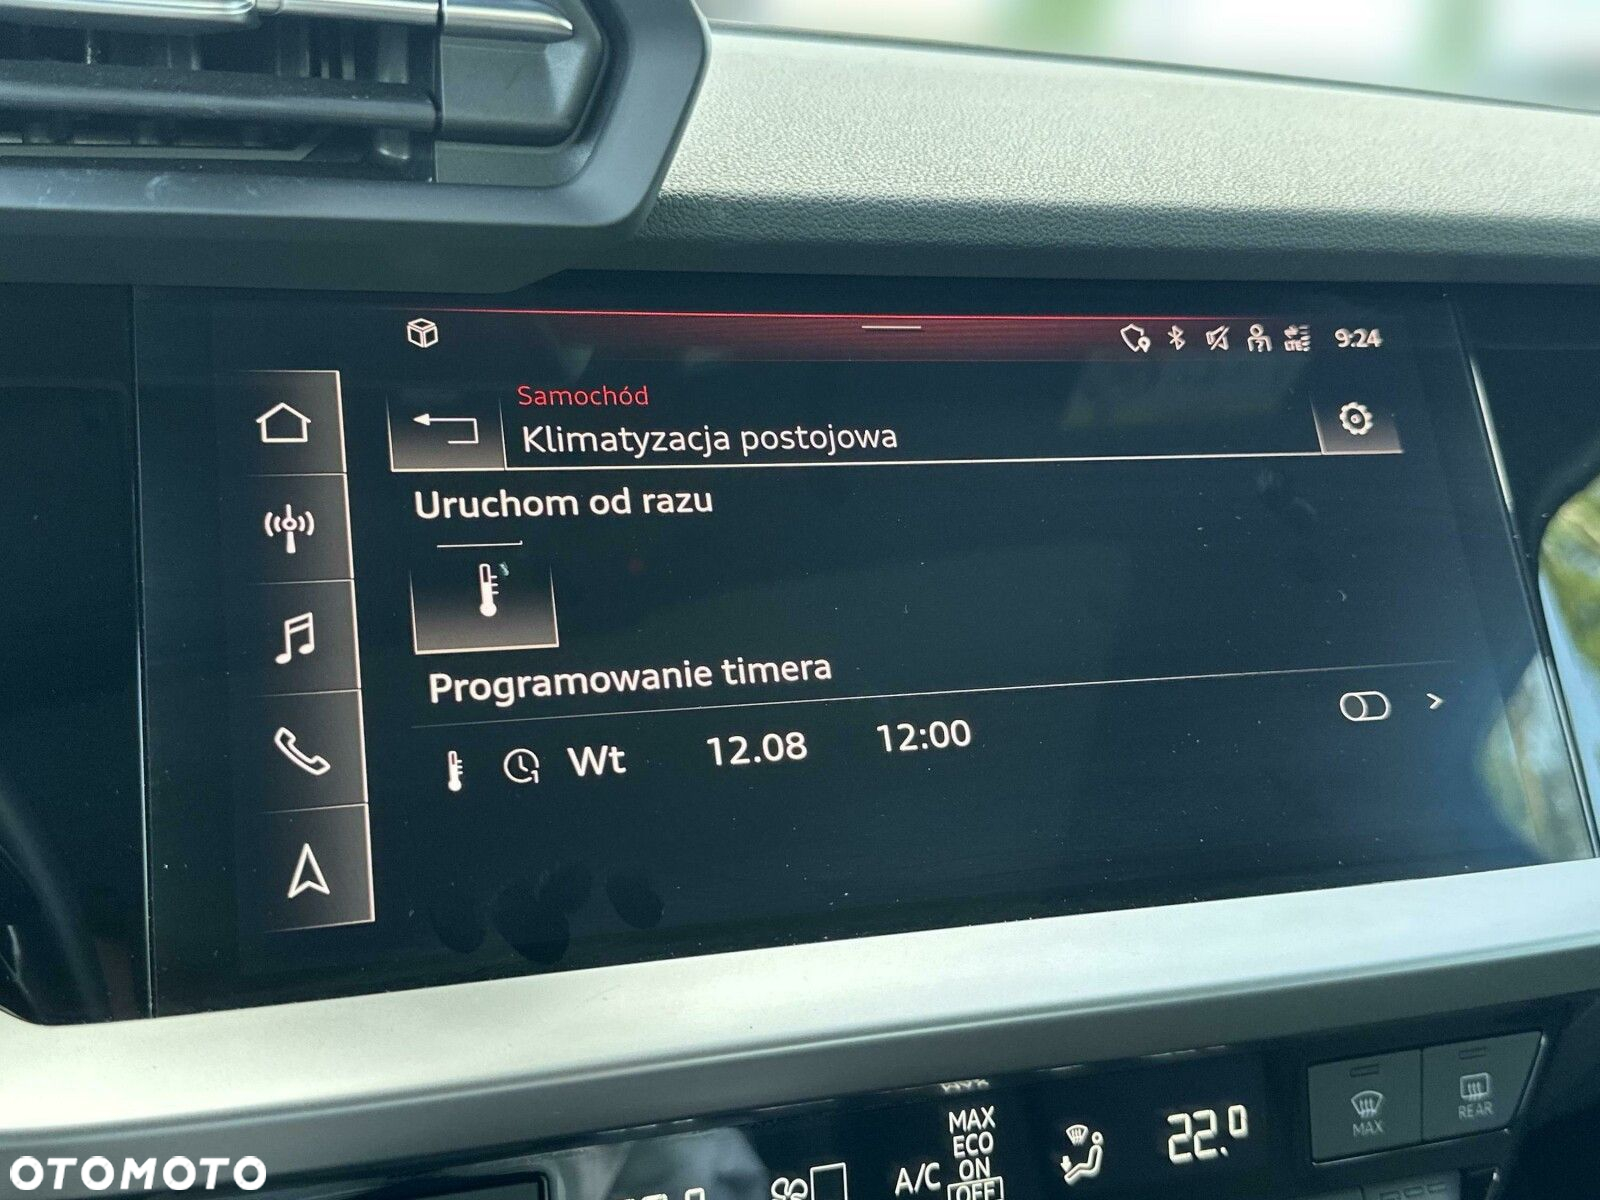 LTE
9:24
Samochód
Klimatyzacja postojowa
Uruchom od razu
Programowanie timera
Wt 12.08 12:00
MAX
REAR
MAX
ECO
A/C ON
OFF
22.0
OTOMOTO